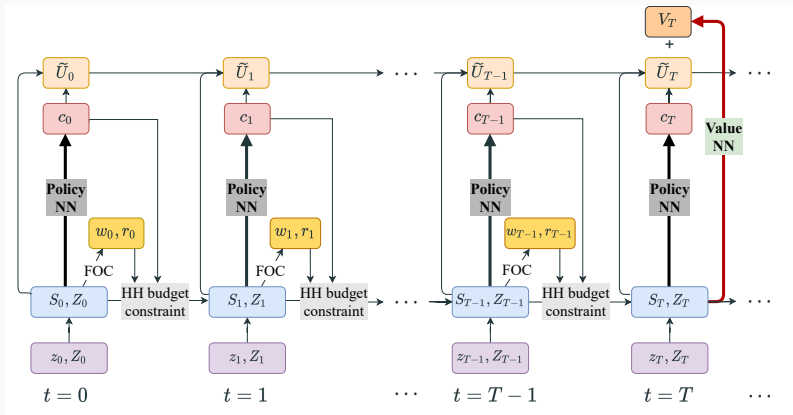 V_T
+
Ũ_0 Ũ_1 ⋯ Ũ_{T−1} Ũ_T ⋯
c_0 c_1 c_{T−1} c_T
Value
NN
Policy
NN
Policy
NN
Policy
NN
Policy
NN
w_0, r_0 w_1, r_1 w_{T−1}, r_{T−1}
FOC FOC FOC
S_0, Z_0
HH budget
constraint
S_1, Z_1
HH budget
constraint
⋯
S_{T−1}, Z_{T−1}
HH budget
constraint
S_T, Z_T
⋯
z_0, Z_0 z_1, Z_1 z_{T−1}, Z_{T−1} z_T, Z_T
t = 0 t = 1 ⋯ t = T − 1 t = T ⋯